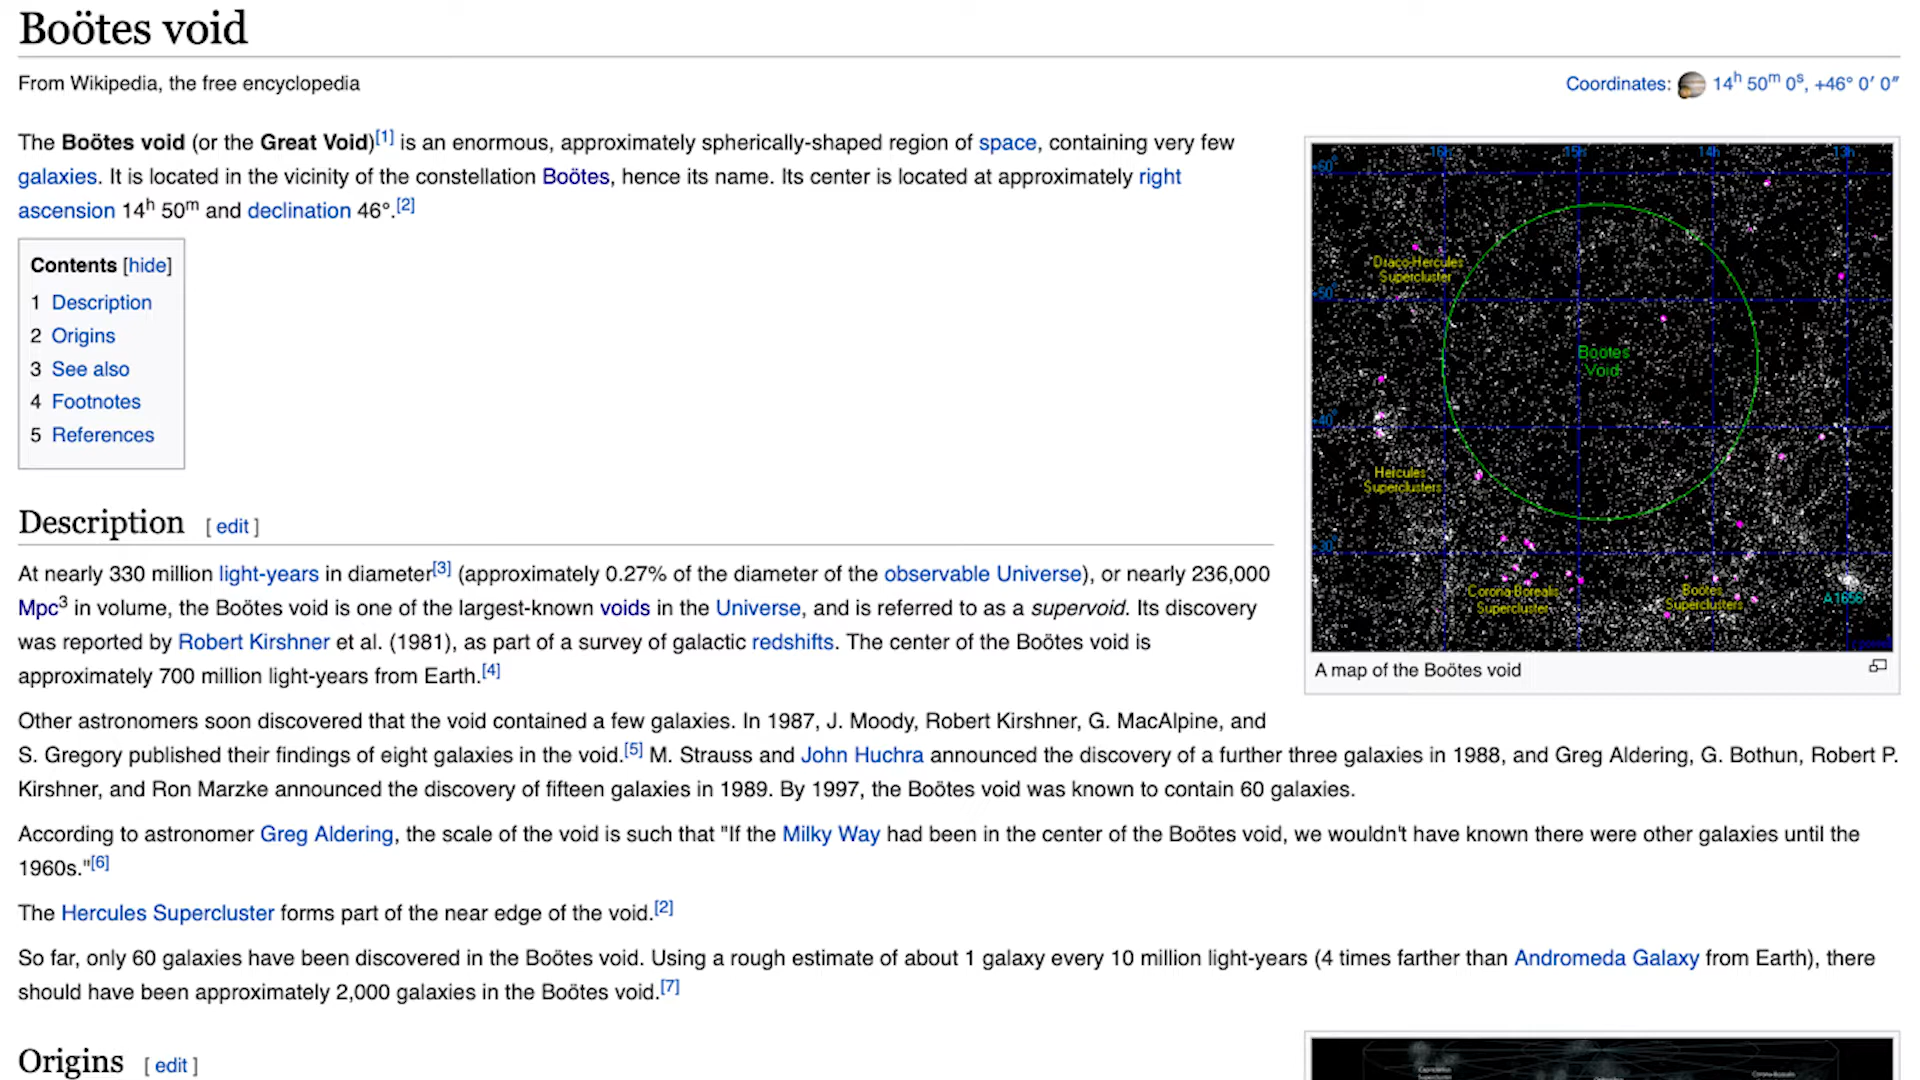 Boötes void
From Wikipedia, the free encyclopedia
Coordinates: 14h 50m 0s, +46° 0′ 0″
The Boötes void (or the Great Void)[1] is an enormous, approximately spherically-shaped region of space, containing very few
galaxies. It is located in the vicinity of the constellation Boötes, hence its name. Its center is located at approximately right
ascension 14h 50m and declination 46°.[2]
Contents [hide]
1 Description
2 Origins
3 See also
4 Footnotes
5 References
16h 15h 14h 13h
+60°
Draco-Hercules
Supercluster
+50°
Bootes
Void
+40°
Hercules
Superclusters
+30°
Corona-Borealis
Supercluster
Bootes
Superclusters
A1656
A map of the Boötes void
Description [ edit ]
At nearly 330 million light-years in diameter[3] (approximately 0.27% of the diameter of the observable Universe), or nearly 236,000
Mpc3 in volume, the Boötes void is one of the largest-known voids in the Universe, and is referred to as a supervoid. Its discovery
was reported by Robert Kirshner et al. (1981), as part of a survey of galactic redshifts. The center of the Boötes void is
approximately 700 million light-years from Earth.[4]
Other astronomers soon discovered that the void contained a few galaxies. In 1987, J. Moody, Robert Kirshner, G. MacAlpine, and
S. Gregory published their findings of eight galaxies in the void.[5] M. Strauss and John Huchra announced the discovery of a further three galaxies in 1988, and Greg Aldering, G. Bothun, Robert P.
Kirshner, and Ron Marzke announced the discovery of fifteen galaxies in 1989. By 1997, the Boötes void was known to contain 60 galaxies.
According to astronomer Greg Aldering, the scale of the void is such that "If the Milky Way had been in the center of the Boötes void, we wouldn't have known there were other galaxies until the
1960s."[6]
The Hercules Supercluster forms part of the near edge of the void.[2]
So far, only 60 galaxies have been discovered in the Boötes void. Using a rough estimate of about 1 galaxy every 10 million light-years (4 times farther than Andromeda Galaxy from Earth), there
should have been approximately 2,000 galaxies in the Boötes void.[7]
Origins [ edit ]